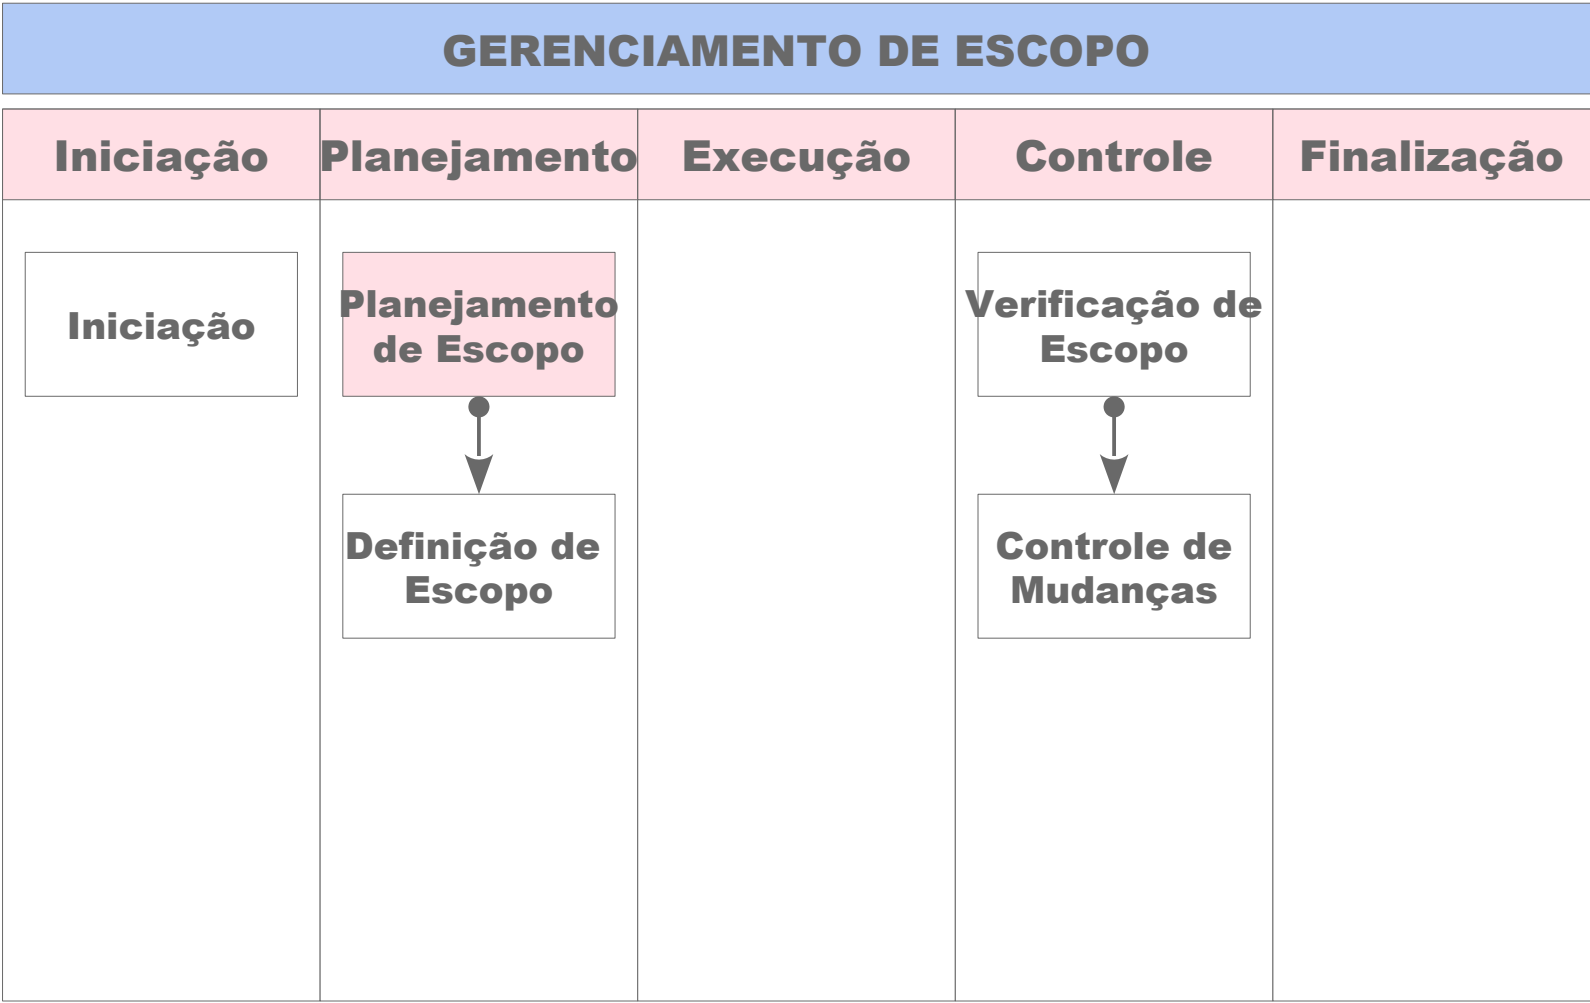 GERENCIAMENTO DE ESCOPO
Iniciação
Planejamento
Execução
Controle
Finalização
Iniciação
Planejamento
de Escopo
Definição de
Escopo
Verificação de
Escopo
Controle de
Mudanças